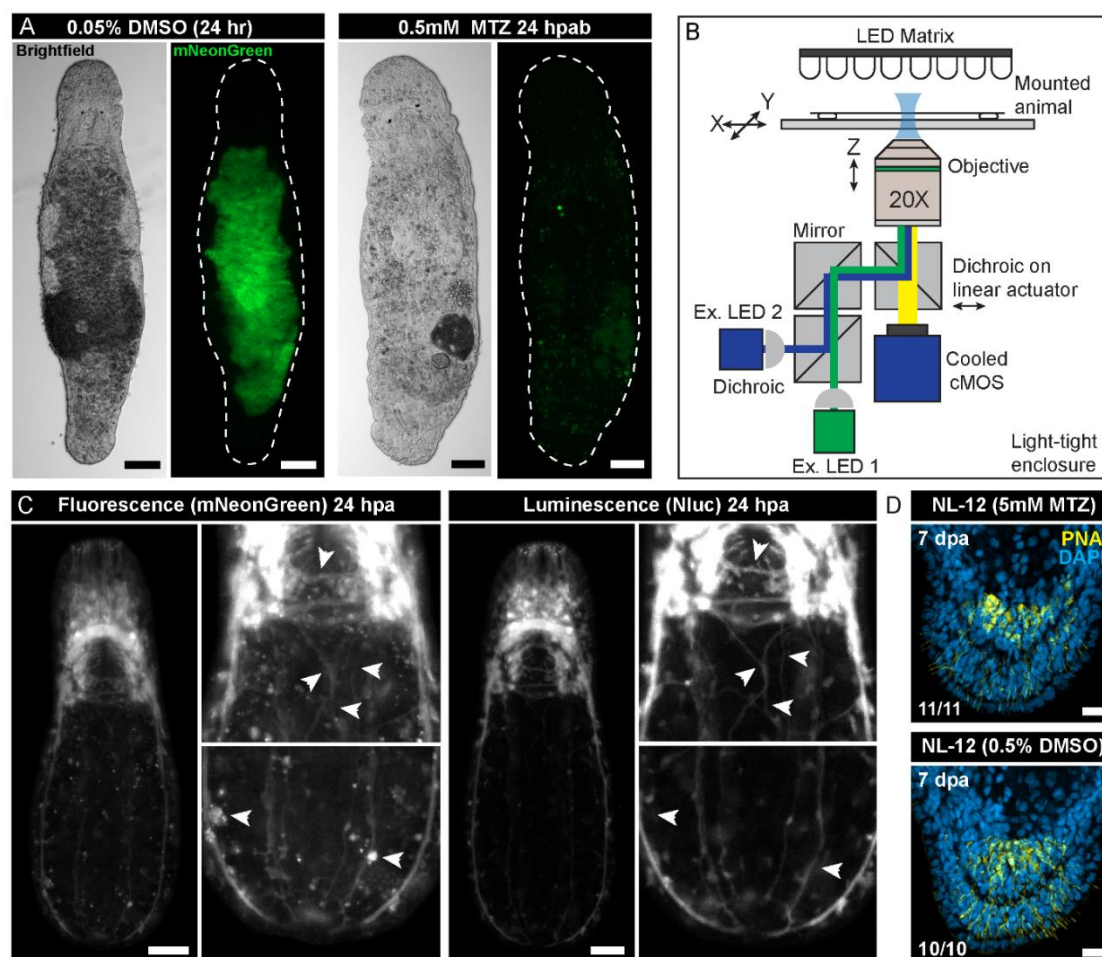 A
0.05% DMSO (24 hr)
0.5mM MTZ 24 hpab
Brightfield
mNeonGreen
B
LED Matrix
Mounted
animal
X
Y
Z
Objective
20X
Mirror
Dichroic on
linear actuator
Ex. LED 2
Dichroic
Cooled
cMOS
Ex. LED 1
Light-tight
enclosure
C
Fluorescence (mNeonGreen) 24 hpa
Luminescence (Nluc) 24 hpa
D
NL-12 (5mM MTZ)
7 dpa
PNA
DAPI
11/11
NL-12 (0.5% DMSO)
7 dpa
10/10